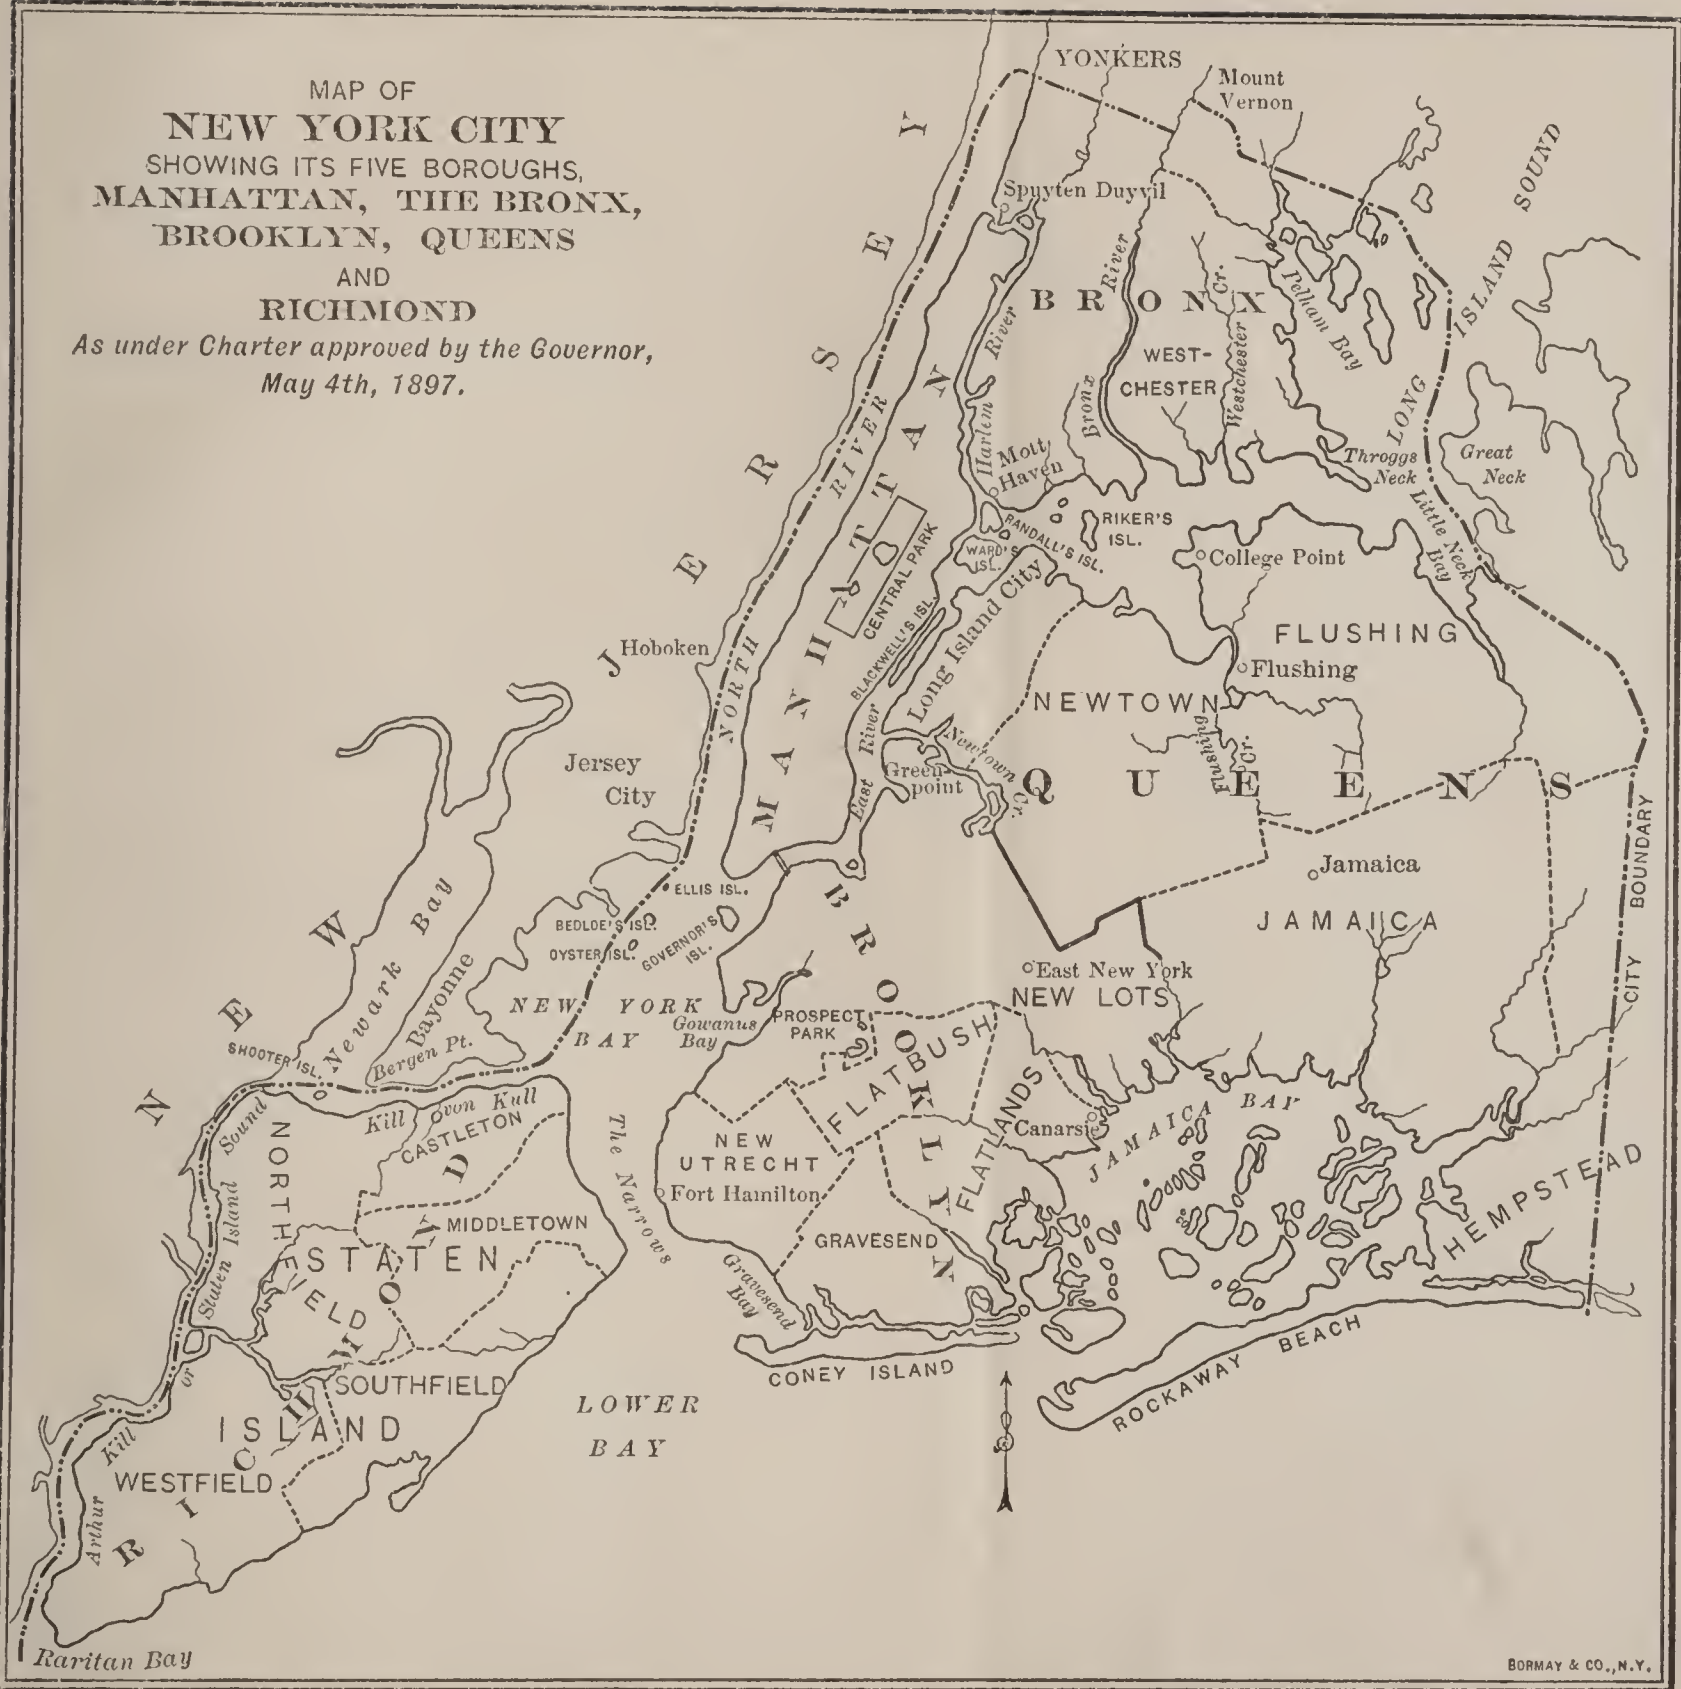 MAP OF
NEW YORK CITY
SHOWING ITS FIVE BOROUGHS,
MANHATTAN, THE BRONX,
BROOKLYN, QUEENS
AND
RICHMOND
As under Charter approved by the Governor,
May 4th, 1897.
YONKERS
Mount
Vernon
Spuyten Duyvil
LONG ISLAND SOUND
NEW JERSEY
BRONX
Bronx River
Westchester Cr.
Pelham Bay
WEST-
CHESTER
Harlem River
Mott
Haven
Throggs
Neck
Great
Neck
Little Neck
Bay
NORTH RIVER
MANHATTAN
CENTRAL PARK
RANDALL'S ISL.
WARD'S
ISL.
RIKER'S
ISL.
BLACKWELL'S ISL.
College Point
Long Island City
FLUSHING
Flushing
NEWTOWN
Flushing Cr.
Hoboken
Jersey
City
East River
Green-
point
Newtown Cr.
QUEENS
Jamaica
JAMAICA
CITY BOUNDARY
ELLIS ISL.
BEDLOE'S ISL.
OYSTER ISL.
GOVERNOR'S
ISL.
BROOKLYN
East New York
NEW LOTS
Newark Bay
Bayonne
Bergen Pt.
SHOOTER ISL.
NEW YORK
BAY
Gowanus
Bay
PROSPECT
PARK
FLATBUSH
FLATLANDS
Canarsie
JAMAICA BAY
HEMPSTEAD
NEW
UTRECHT
Fort Hamilton
The Narrows
GRAVESEND
Gravesend
Bay
CONEY ISLAND
ROCKAWAY BEACH
Kill von Kull
CASTLETON
NORTHFIELD
MIDDLETOWN
STATEN
ISLAND
SOUTHFIELD
WESTFIELD
RICHMOND
Staten Island Sound
or
Arthur Kill
LOWER
BAY
Raritan Bay
BORMAY & CO., N.Y.